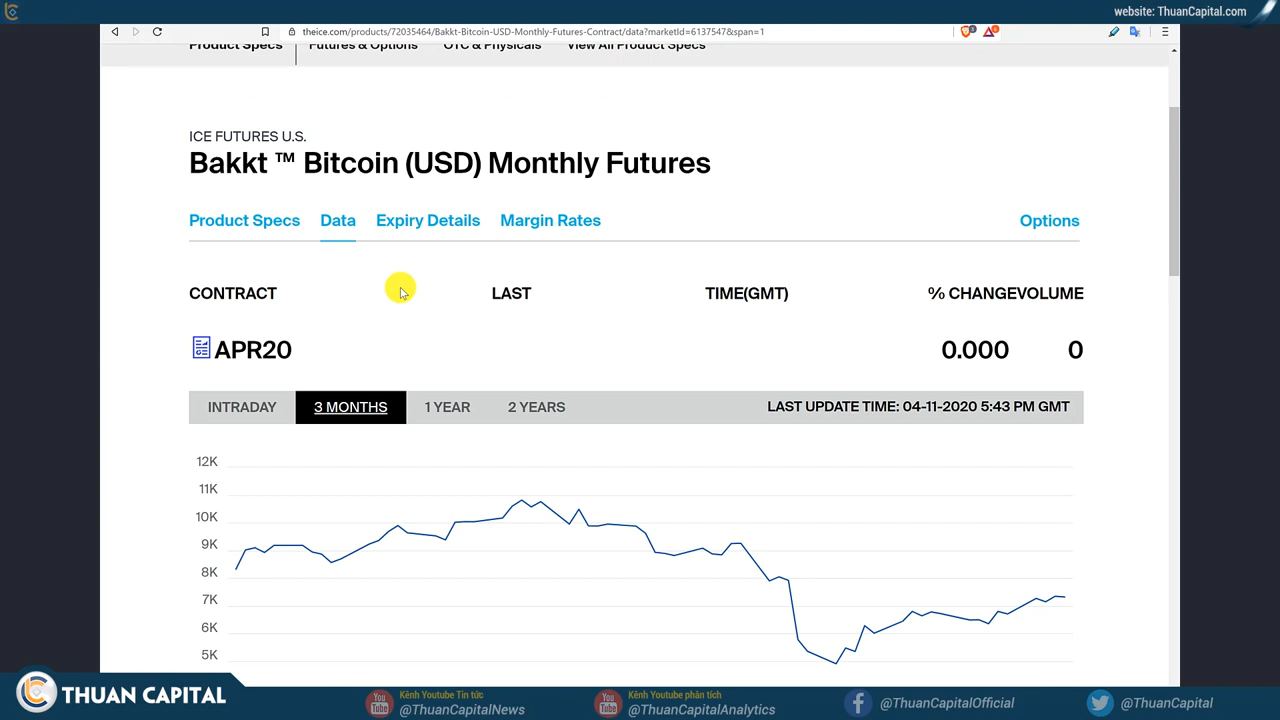 website: ThuanCapital.com
theice.com/products/72035464/Bakkt-Bitcoin-USD-Monthly-Futures-Contract/data?marketId=6137547&span=1
Product Specs Futures & Options OTC & Physicals View All Product Specs
ICE FUTURES U.S.
Bakkt ™ Bitcoin (USD) Monthly Futures
Product Specs Data Expiry Details Margin Rates Options
CONTRACT LAST TIME(GMT) % CHANGEVOLUME
APR20 0.000 0
INTRADAY 3 MONTHS 1 YEAR 2 YEARS LAST UPDATE TIME: 04-11-2020 5:43 PM GMT
12K
11K
10K
9K
8K
7K
6K
5K
THUAN CAPITAL
You Tube
Kênh Youtube Tin tức
@ThuanCapitalNews
You Tube
Kênh Youtube phân tích
@ThuanCapitalAnalytics
@ThuanCapitalOfficial
@ThuanCapital